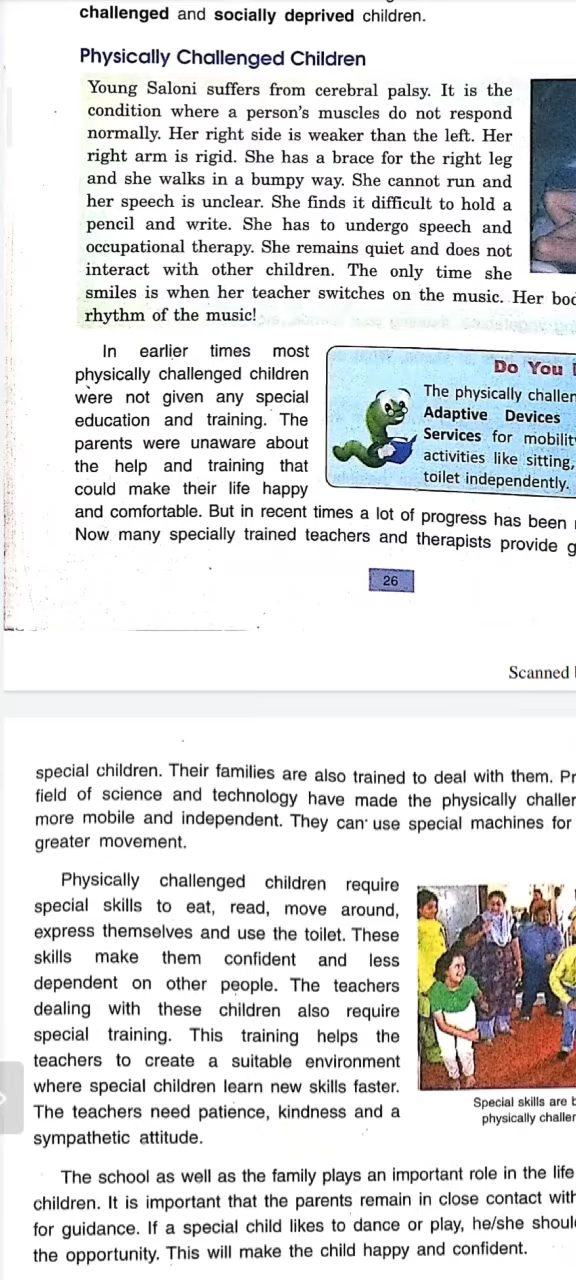 challenged and socially deprived children.
Physically Challenged Children
Young Saloni suffers from cerebral palsy. It is the
condition where a person's muscles do not respond
normally. Her right side is weaker than the left. Her
right arm is rigid. She has a brace for the right leg
and she walks in a bumpy way. She cannot run and
her speech is unclear. She finds it difficult to hold a
pencil and write. She has to undergo speech and
occupational therapy. She remains quiet and does not
interact with other children. The only time she
smiles is when her teacher switches on the music. Her
rhythm of the music!
In earlier times most
physically challenged children
were not given any special
education and training. The
parents were unaware about
the help and training that
could make their life happy
and comfortable. But in recent times a lot of progress has been
Now many specially trained teachers and therapists provide
Do You
The physically
Adaptive Devices
Services for
activities like sitting,
toilet independently.
26
Scanned
special children. Their families are also trained to deal with them.
field of science and technology have made the physically
more mobile and independent. They can use special machines for
greater movement.
Physically challenged children require
special skills to eat, read, move around,
express themselves and use the toilet. These
skills make them confident and less
dependent on other people. The teachers
dealing with these children also require
special training. This training helps the
teachers to create a suitable environment
where special children learn new skills faster.
The teachers need patience, kindness and a
sympathetic attitude.
Special skills are
physically
The school as well as the family plays an important role in the life
children. It is important that the parents remain in close contact with
for guidance. If a special child likes to dance or play, he/she
the opportunity. This will make the child happy and confident.